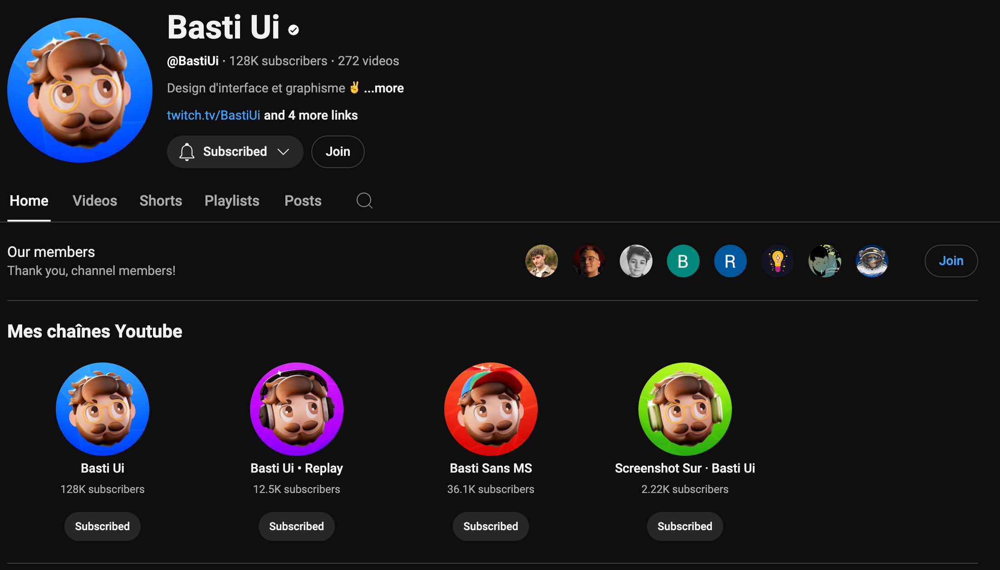 Basti Ui
@BastiUi · 128K subscribers · 272 videos
Design d'interface et graphisme ✌️ ...more
twitch.tv/BastiUi and 4 more links
Subscribed Join
Home Videos Shorts Playlists Posts
Our members
Thank you, channel members!
B R
Join
Mes chaînes Youtube
Basti Ui
128K subscribers
Subscribed
Basti Ui • Replay
12.5K subscribers
Subscribed
Basti Sans MS
36.1K subscribers
Subscribed
Screenshot Sur · Basti Ui
2.22K subscribers
Subscribed